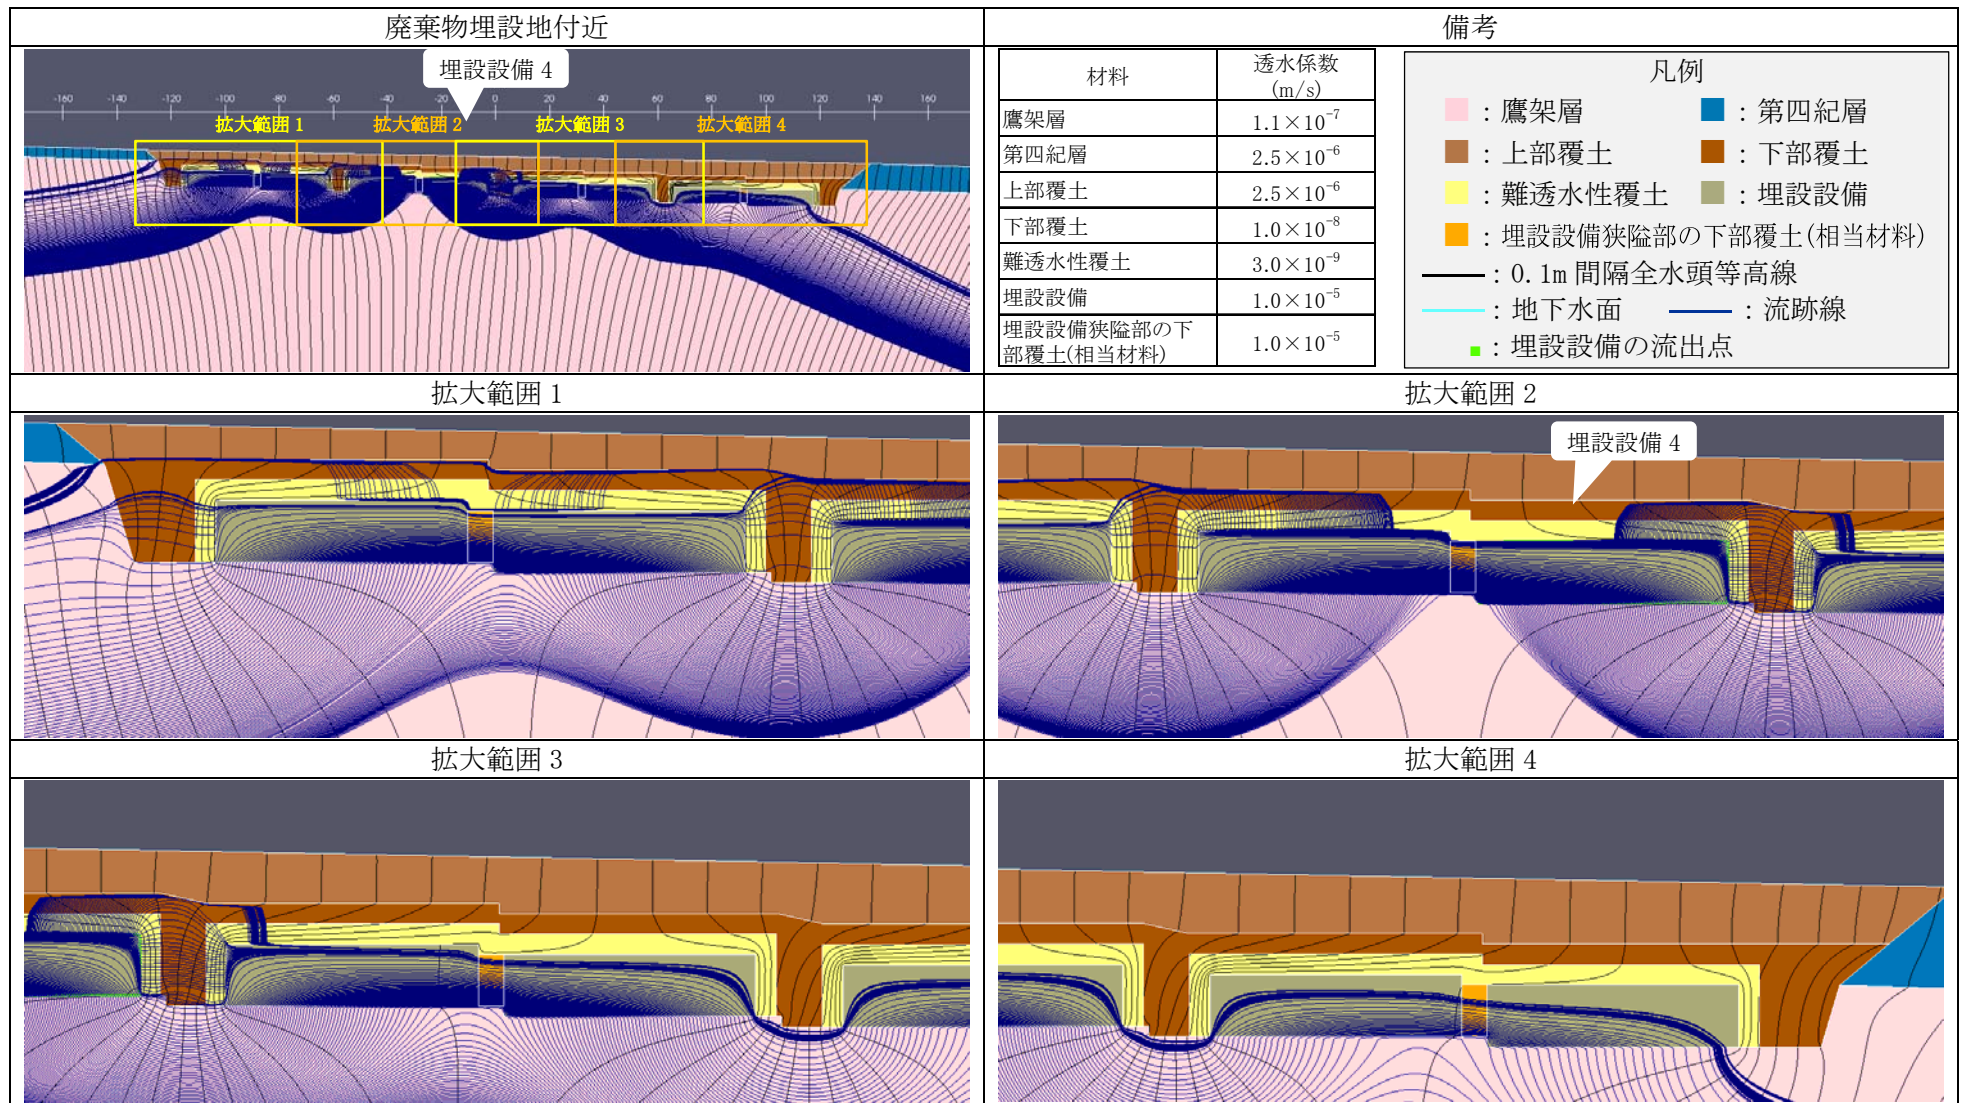 廃棄物埋設地付近
備考
埋設設備 4
-160 -140 -120 -100 -80 -60 -40 -20 0 20 40 60 80 100 120 140 160
拡大範囲 1
拡大範囲 2
拡大範囲 3
拡大範囲 4
材料 透水係数
(m/s)
鷹架層 1.1×10⁻⁷
第四紀層 2.5×10⁻⁶
上部覆土 2.5×10⁻⁶
下部覆土 1.0×10⁻⁸
難透水性覆土 3.0×10⁻⁹
埋設設備 1.0×10⁻⁵
埋設設備狭隘部の下
部覆土(相当材料) 1.0×10⁻⁵
凡例
：鷹架層 ：第四紀層
：上部覆土 ：下部覆土
：難透水性覆土 ：埋設設備
：埋設設備狭隘部の下部覆土(相当材料)
：0.1m 間隔全水頭等高線
：地下水面 ：流跡線
：埋設設備の流出点
拡大範囲 1
拡大範囲 2
埋設設備 4
拡大範囲 3
拡大範囲 4